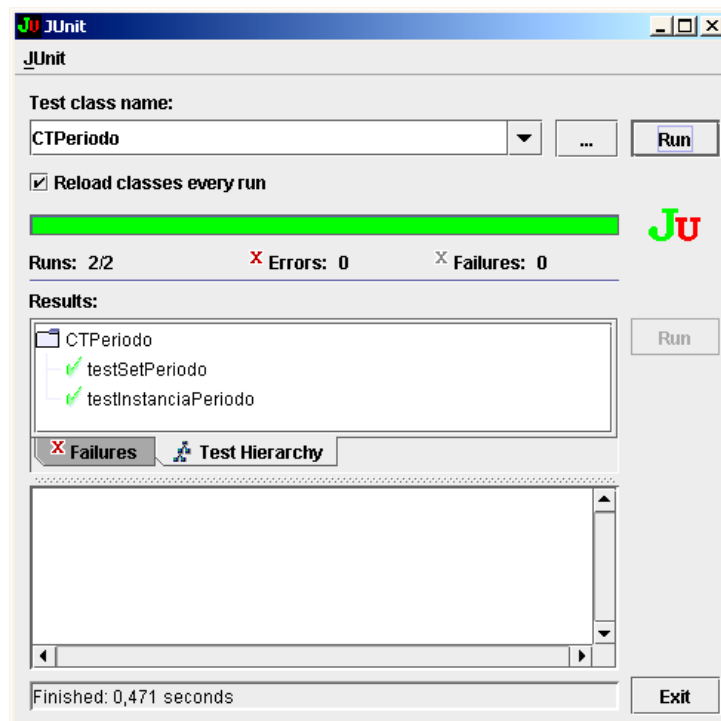 JU JUnit
JUnit
Test class name:
CTPeriodo ... Run
Reload classes every run
JU
Runs: 2/2 X Errors: 0 X Failures: 0
Results:
CTPeriodo Run
testSetPeriodo
testInstanciaPeriodo
X Failures Test Hierarchy
Finished: 0,471 seconds Exit